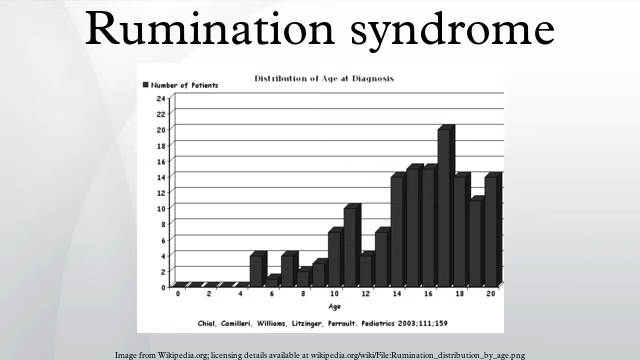 Rumination syndrome
Distribution of Age at Diagnosis
Number of Patients
24
22
20
18
16
14
12
10
8
6
4
2
0
0 2 4 6 8 10 12 14 16 18 20
Age
Chial, Camilleri, Williams, Litzinger, Perrault. Pediatrics 2003;111;159
Image from Wikipedia.org; licensing details available at wikipedia.org/wiki/File:Rumination_distribution_by_age.png